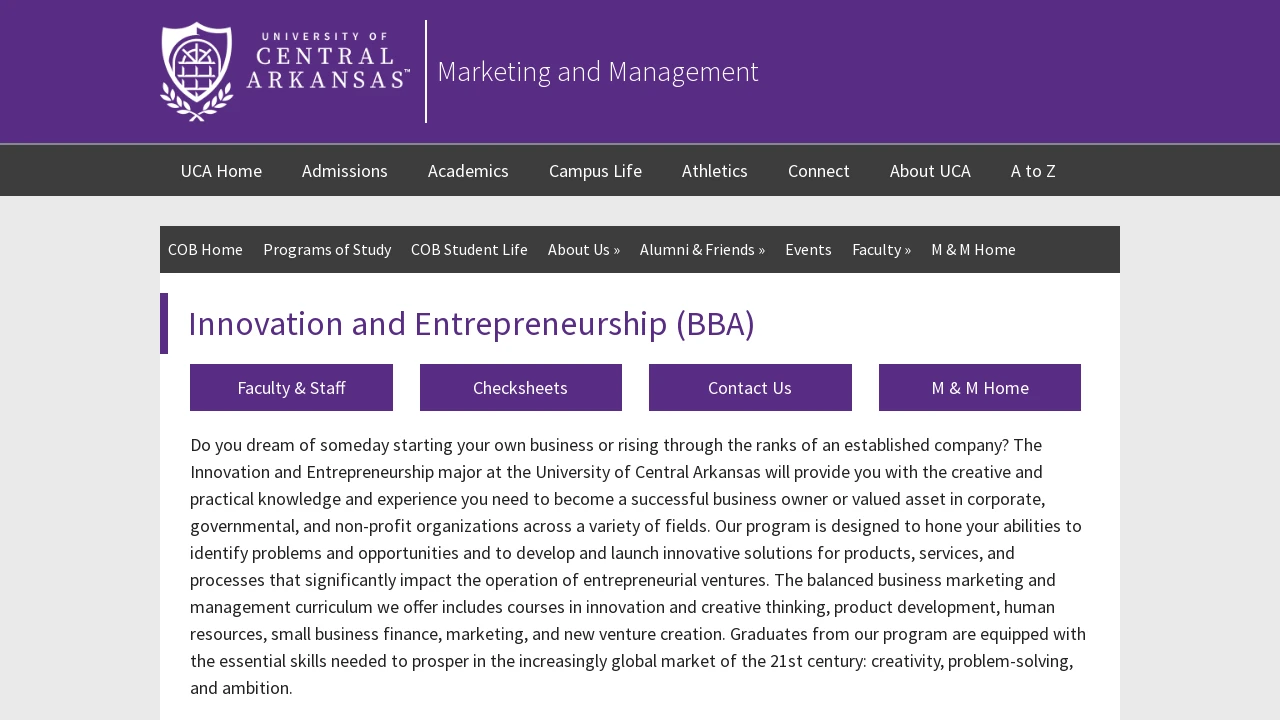 UNIVERSITY OF
CENTRAL
ARKANSAS™
Marketing and Management
UCA Home Admissions Academics Campus Life Athletics Connect About UCA A to Z
COB Home Programs of Study COB Student Life About Us » Alumni & Friends » Events Faculty » M & M Home
Innovation and Entrepreneurship (BBA)
Faculty & Staff Checksheets Contact Us M & M Home
Do you dream of someday starting your own business or rising through the ranks of an established company? The
Innovation and Entrepreneurship major at the University of Central Arkansas will provide you with the creative and
practical knowledge and experience you need to become a successful business owner or valued asset in corporate,
governmental, and non-profit organizations across a variety of fields. Our program is designed to hone your abilities to
identify problems and opportunities and to develop and launch innovative solutions for products, services, and
processes that significantly impact the operation of entrepreneurial ventures. The balanced business marketing and
management curriculum we offer includes courses in innovation and creative thinking, product development, human
resources, small business finance, marketing, and new venture creation. Graduates from our program are equipped with
the essential skills needed to prosper in the increasingly global market of the 21st century: creativity, problem-solving,
and ambition.